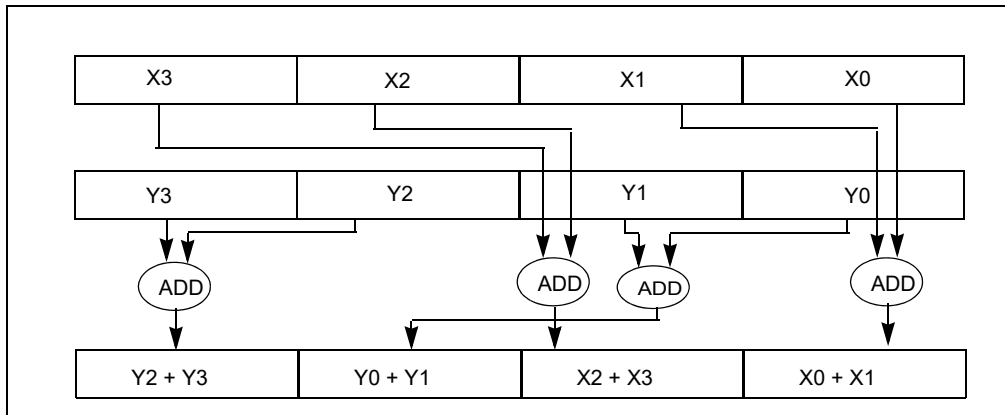 X3 X2 X1 X0
Y3 Y2 Y1 Y0
ADD ADD ADD ADD
Y2 + Y3 Y0 + Y1 X2 + X3 X0 + X1